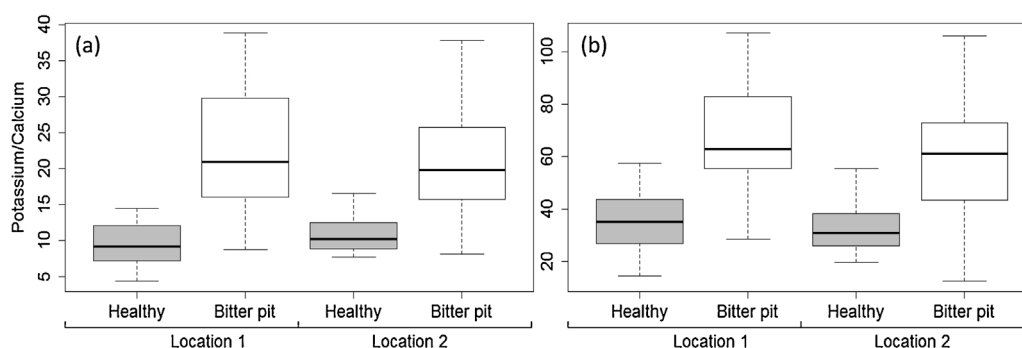 (a)
Potassium/Calcium
40
35
30
25
20
15
10
5
Healthy Bitter pit Healthy Bitter pit
Location 1 Location 2
(b)
100
80
60
40
20
Healthy Bitter pit Healthy Bitter pit
Location 1 Location 2